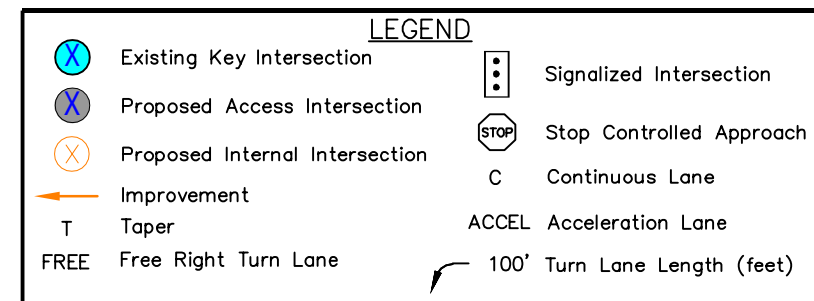 LEGEND
X Existing Key Intersection
X Proposed Access Intersection
X Proposed Internal Intersection
Improvement
T Taper
FREE Free Right Turn Lane
Signalized Intersection
STOP Stop Controlled Approach
C Continuous Lane
ACCEL Acceleration Lane
100' Turn Lane Length (feet)